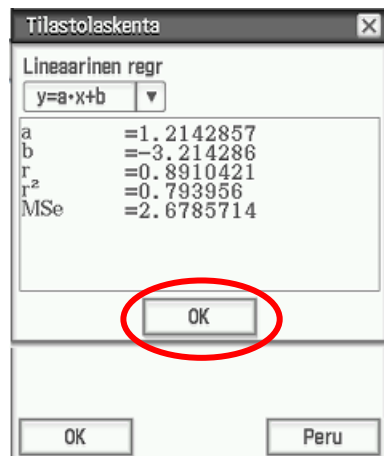 Tilastolaskenta
Lineaarinen regr
y=a·x+b
a =1.2142857
b =-3.214286
r =0.8910421
r² =0.793956
MSe =2.6785714
OK
OK Peru